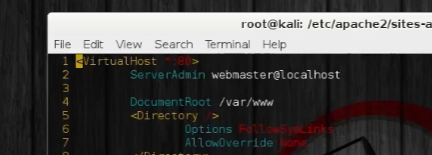 root@kali: /etc/apache2/sites-a
File Edit View Search Terminal Help
1 <VirtualHost *:80>
2 ServerAdmin webmaster@localhost
3
4 DocumentRoot /var/www
5 <Directory />
6 Options FollowSymLinks
7 AllowOverride None